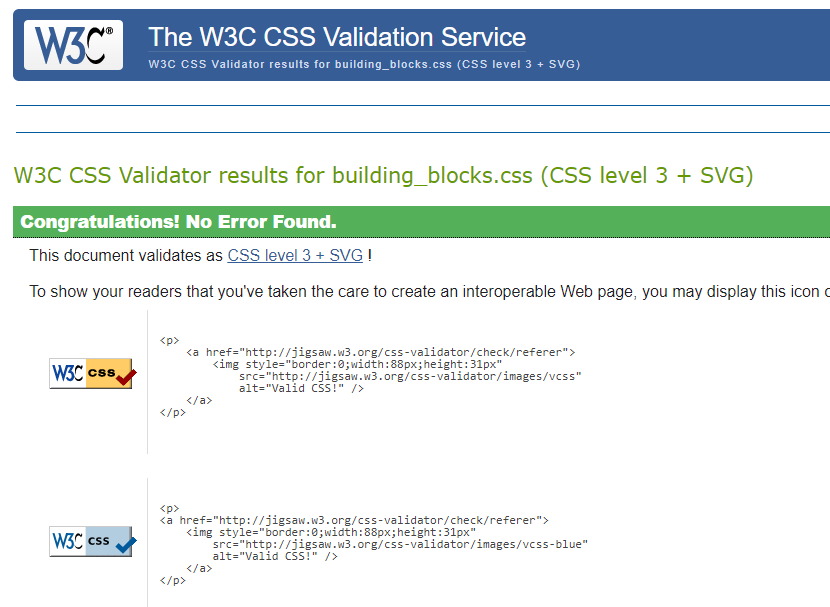 W3C®
The W3C CSS Validation Service
W3C CSS Validator results for building_blocks.css (CSS level 3 + SVG)
W3C CSS Validator results for building_blocks.css (CSS level 3 + SVG)
Congratulations! No Error Found.
This document validates as CSS level 3 + SVG !
To show your readers that you've taken the care to create an interoperable Web page, you may display this icon
<p>
<a href="http://jigsaw.w3.org/css-validator/check/referer">
<img style="border:0;width:88px;height:31px"
W3C css
src="http://jigsaw.w3.org/css-validator/images/vcss"
alt="Valid CSS!" />
</a>
</p>
<p>
<a href="http://jigsaw.w3.org/css-validator/check/referer">
<img style="border:0;width:88px;height:31px"
W3C css
src="http://jigsaw.w3.org/css-validator/images/vcss-blue"
alt="Valid CSS!" />
</a>
</p>